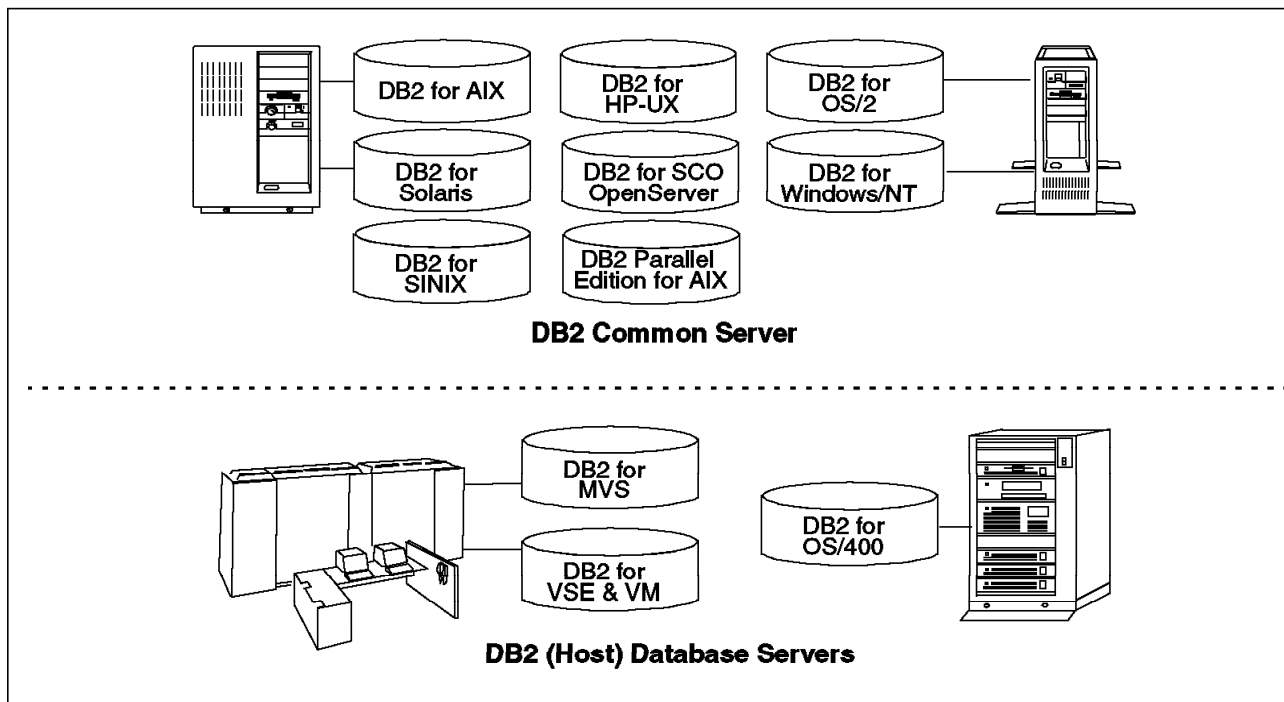 DB2 for AIX
DB2 for
HP-UX
DB2 for
OS/2
DB2 for
Solaris
DB2 for SCO
OpenServer
DB2 for
Windows/NT
DB2 for
SINIX
DB2 Parallel
Edition for AIX
DB2 Common Server
DB2 for
MVS
DB2 for
VSE & VM
DB2 for
OS/400
DB2 (Host) Database Servers